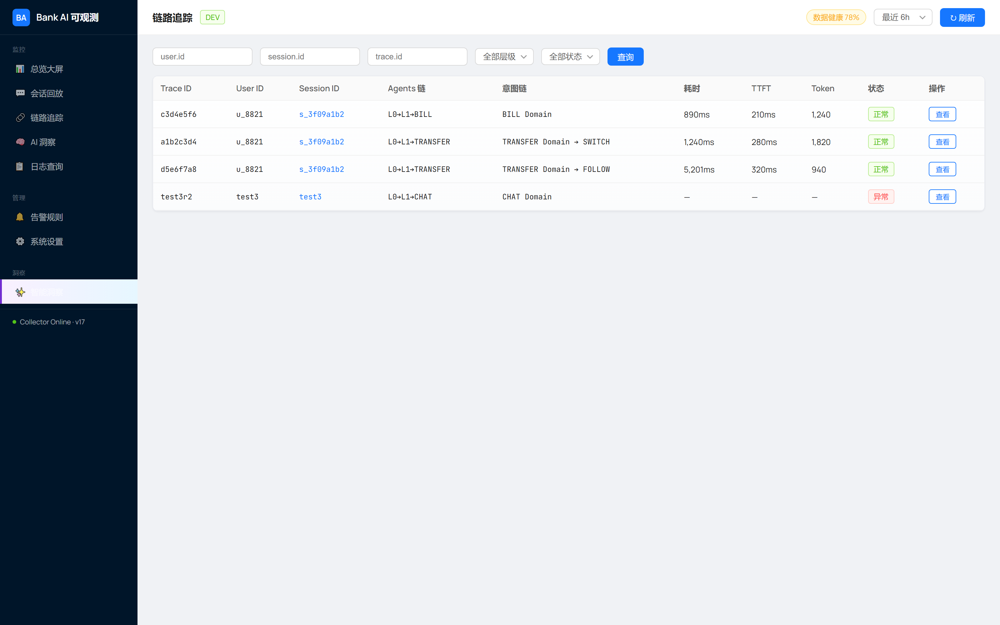 BA Bank AI 可观测
监控
总览大屏
会话回放
链路追踪
AI 洞察
日志查询
管理
告警规则
系统设置
洞察
智能洞察
Collector Online · v17
链路追踪 DEV 数据健康 78% 最近 6h ↻ 刷新
user.id session.id trace.id 全部层级 全部状态 查询
Trace ID User ID Session ID Agents 链 意图链 耗时 TTFT Token 状态 操作
c3d4e5f6 u_8821 s_3f09a1b2 L0→L1→BILL BILL Domain 890ms 210ms 1,240 正常 查看
a1b2c3d4 u_8821 s_3f09a1b2 L0→L1→TRANSFER TRANSFER Domain → SWITCH 1,240ms 280ms 1,820 正常 查看
d5e6f7a8 u_8821 s_3f09a1b2 L0→L1→TRANSFER TRANSFER Domain → FOLLOW 5,201ms 320ms 940 正常 查看
test3r2 test3 test3 L0→L1→CHAT CHAT Domain — — — 异常 查看